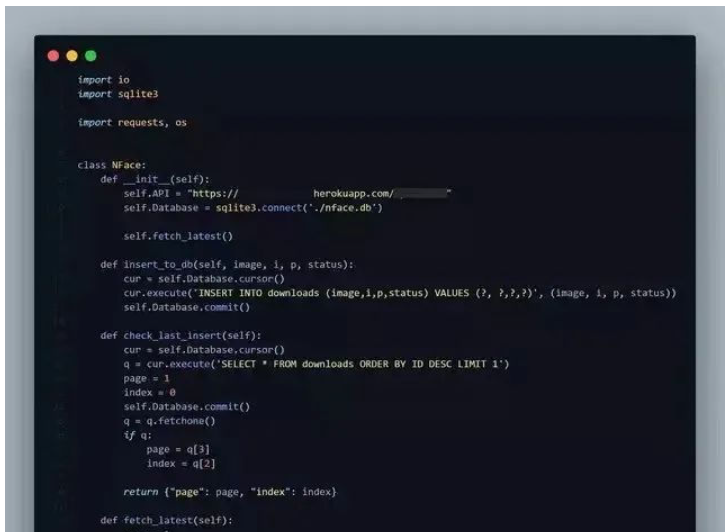 import io
import sqlite3
import requests, os
class NFace:
def __init__(self):
self.API = "https:// herokuapp.com/ "
self.Database = sqlite3.connect('./nface.db')
self.fetch_latest()
def insert_to_db(self, image, i, p, status):
cur = self.Database.cursor()
cur.execute('INSERT INTO downloads (image,i,p,status) VALUES (?, ?,?,?)', (image, i, p, status))
self.Database.commit()
def check_last_insert(self):
cur = self.Database.cursor()
q = cur.execute('SELECT * FROM downloads ORDER BY ID DESC LIMIT 1')
page = 1
index = 0
self.Database.commit()
q = q.fetchone()
if q:
page = q[3]
index = q[2]
return {"page": page, "index": index}
def fetch_latest(self):